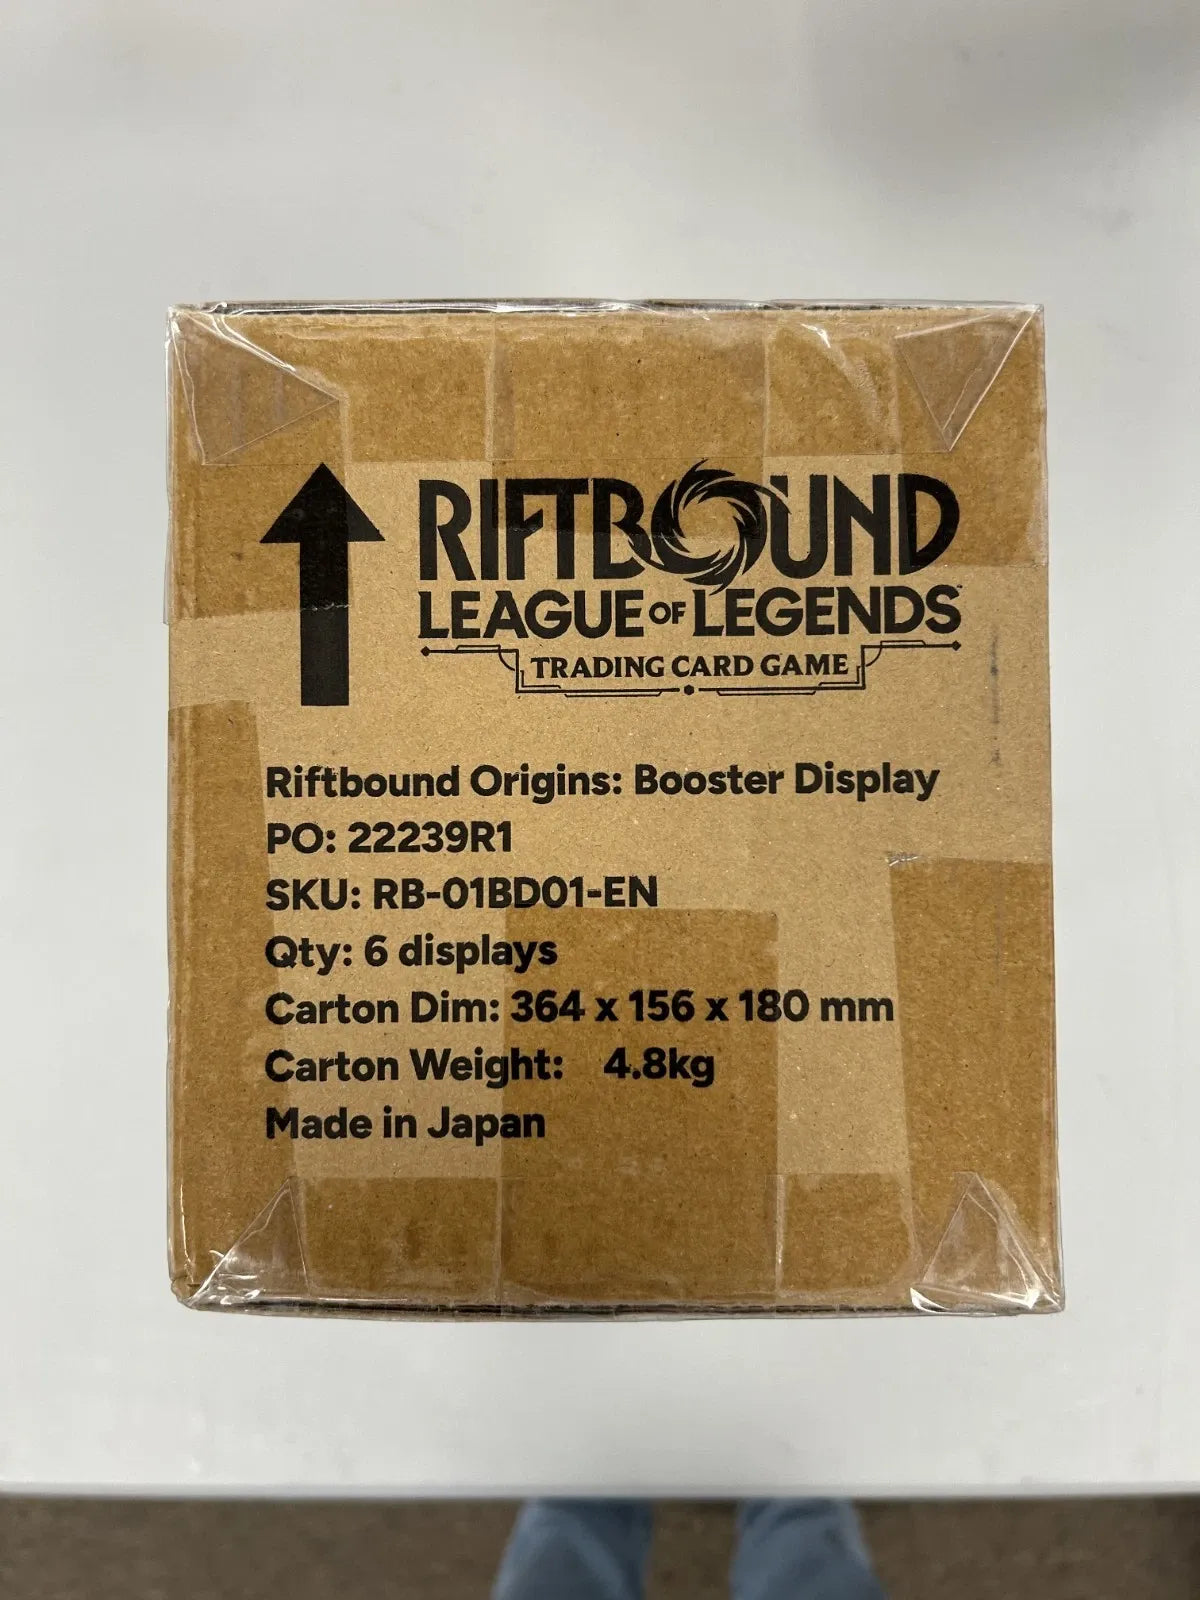 RIFTBOUND
LEAGUE OF LEGENDS™
TRADING CARD GAME
Riftbound Origins: Booster Display
PO: 22239R1
SKU: RB-01BD01-EN
Qty: 6 displays
Carton Dim: 364 x 156 x 180 mm
Carton Weight: 4.8kg
Made in Japan